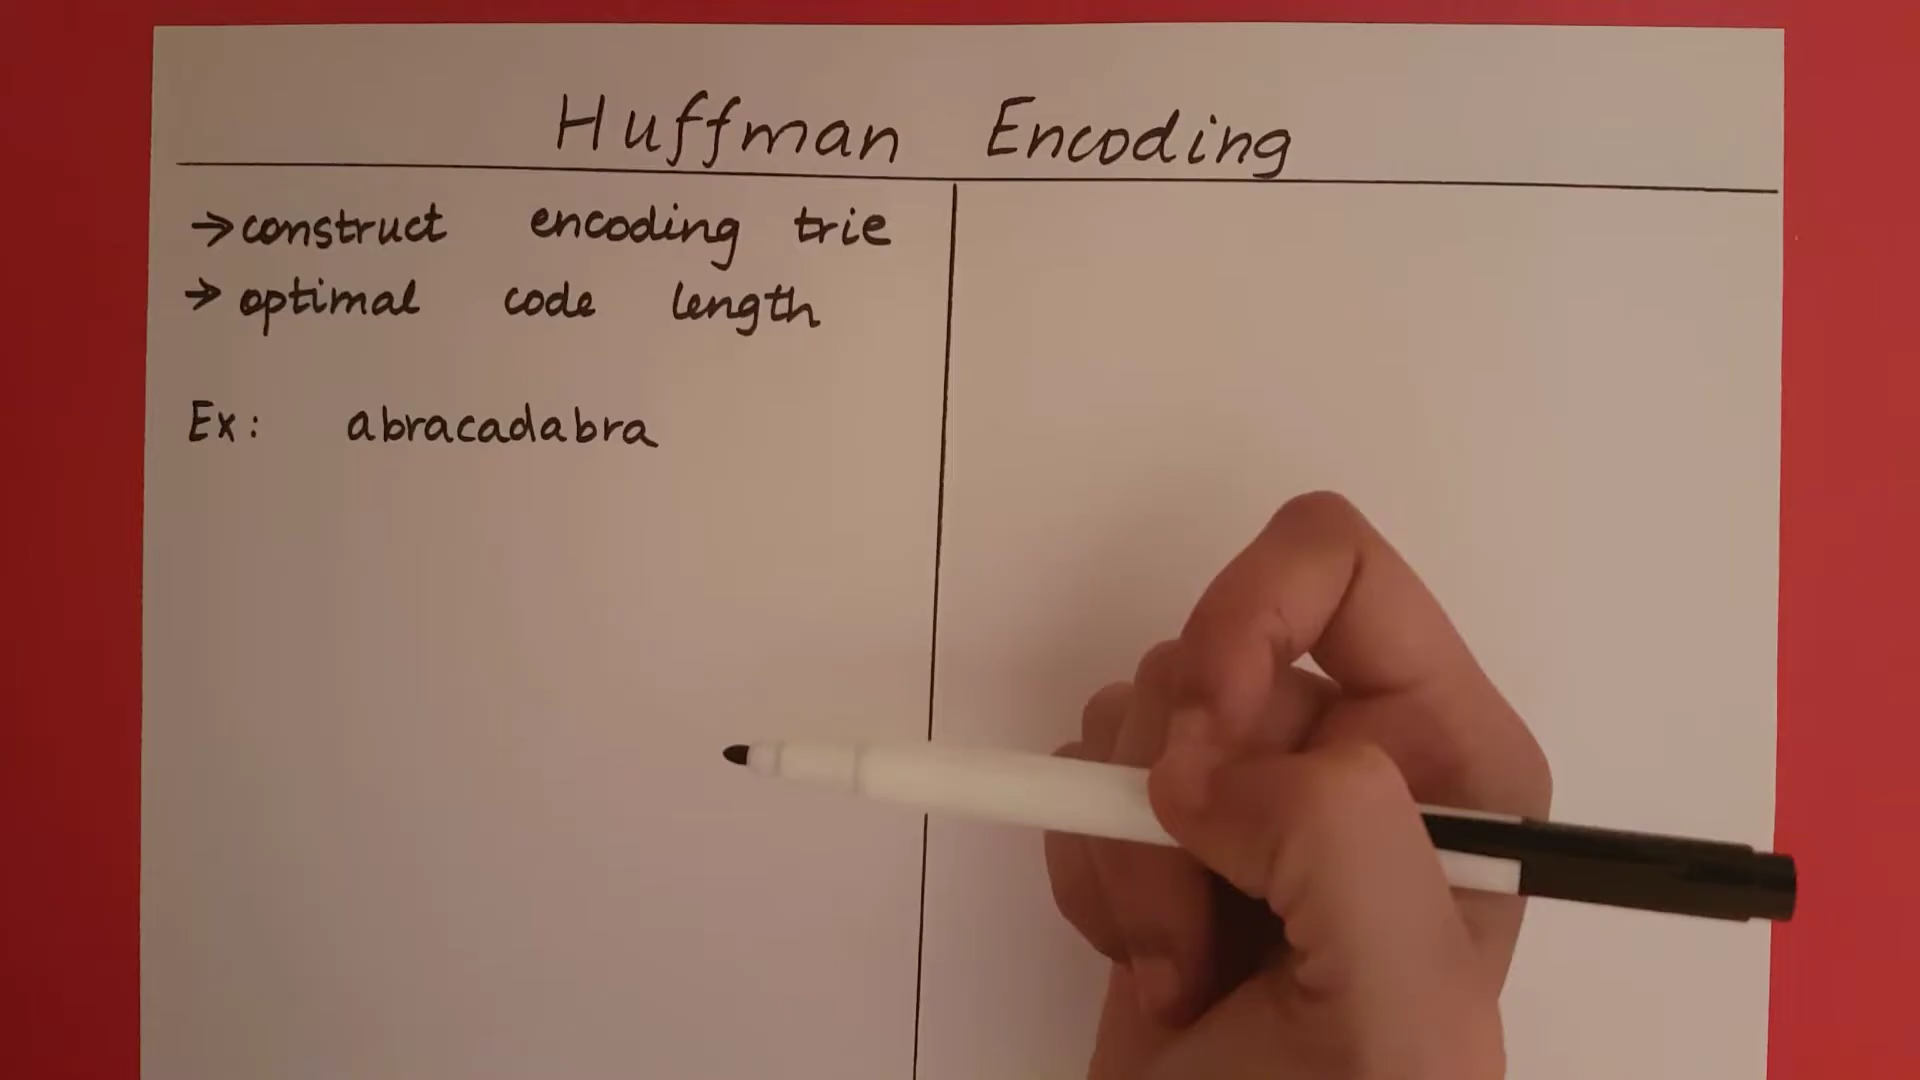 Huffman Encoding
→ construct encoding trie
→ optimal code length
Ex: abracadabra